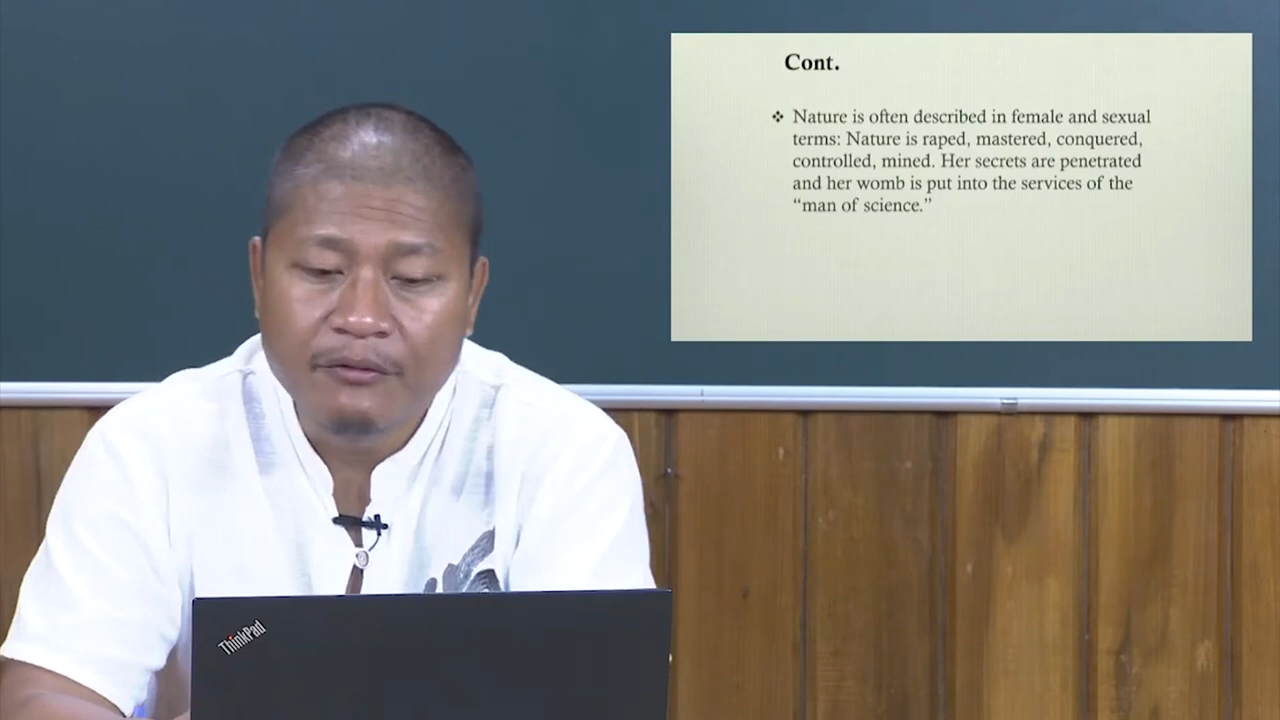 Cont.
❖ Nature is often described in female and sexual
terms: Nature is raped, mastered, conquered,
controlled, mined. Her secrets are penetrated
and her womb is put into the services of the
“man of science.”
ThinkPad